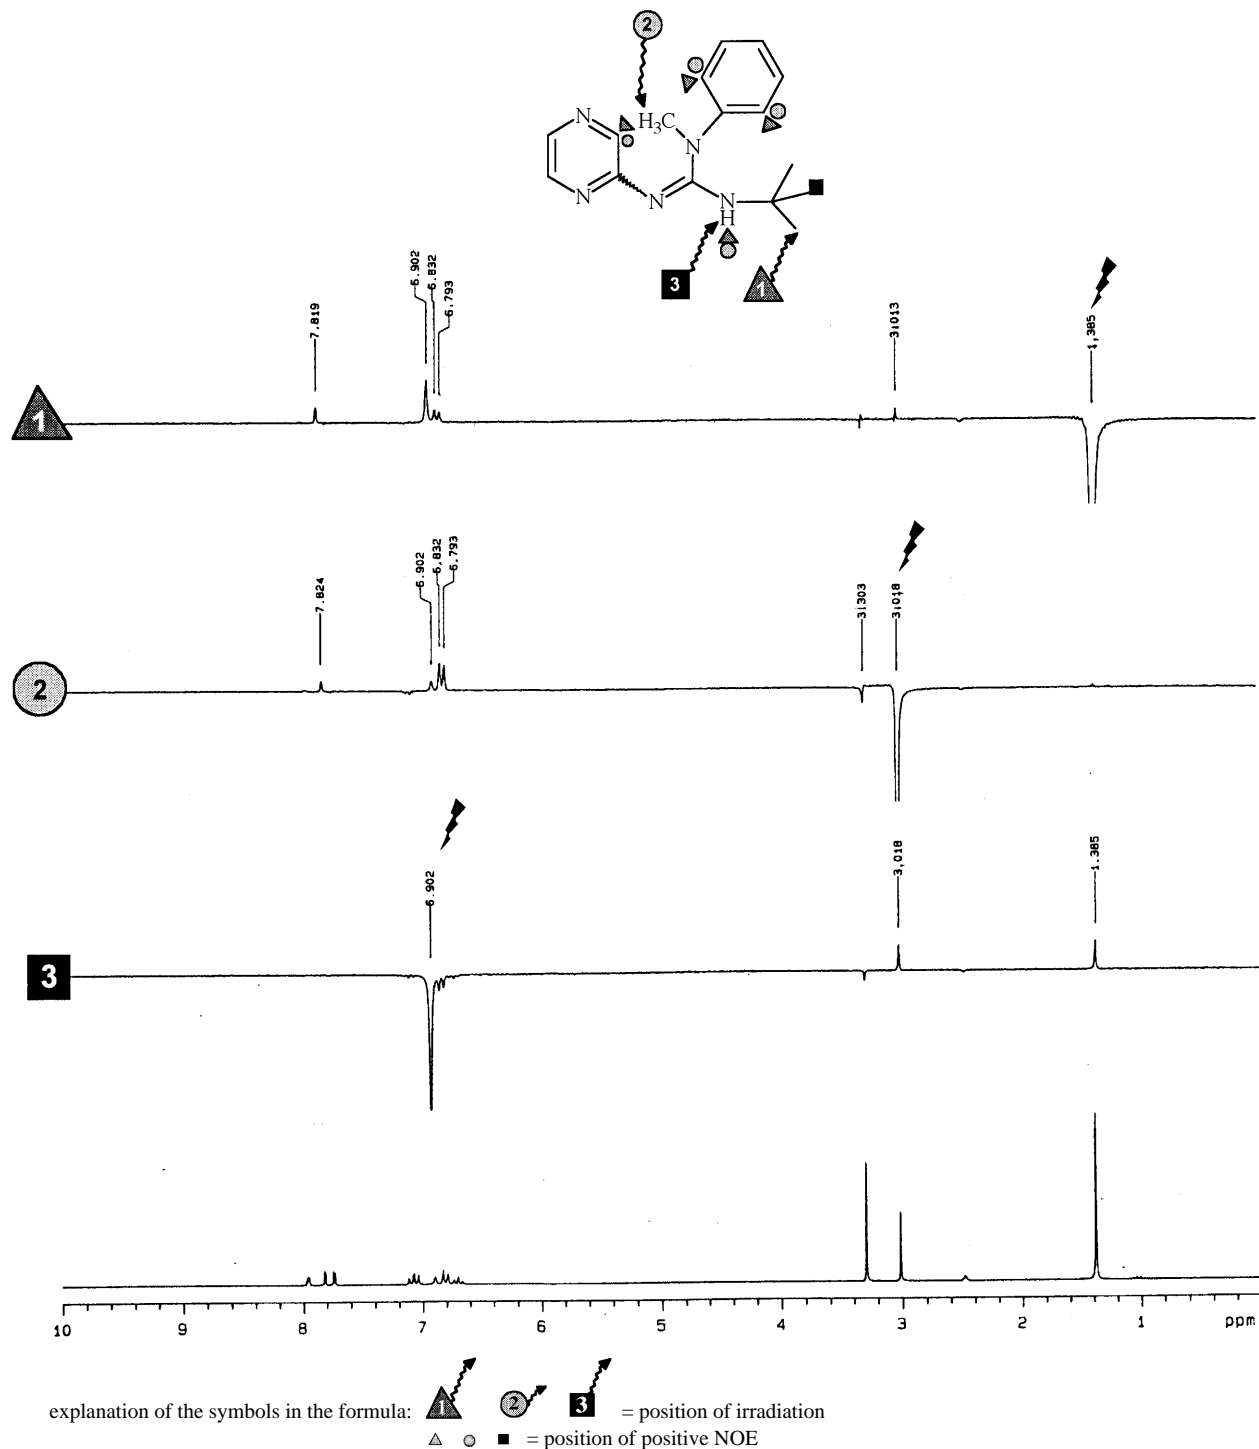 2
N
H3C
N
N
N
N
H
3
1
7.819
6.902
6.832
6.793
3.013
1.385
1
7.824
6.902
6.832
6.793
3.303
3.018
2
6.902
3.018
1.385
3
10 9 8 7 6 5 4 3 2 1 ppm
explanation of the symbols in the formula: 1 2 3 = position of irradiation
= position of positive NOE